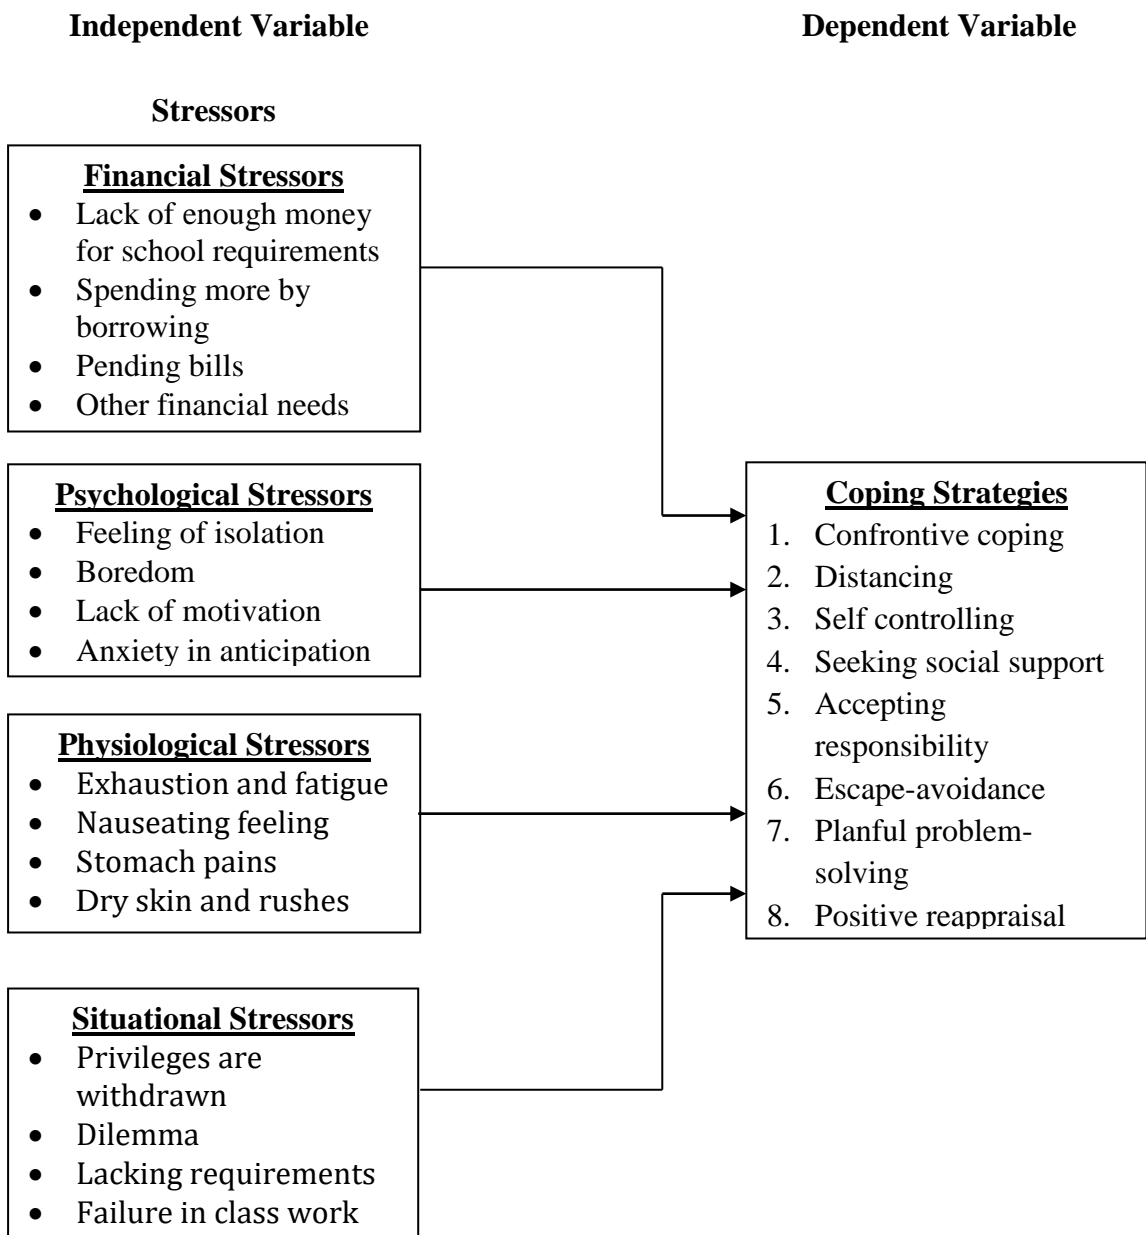 Independent Variable
Dependent Variable
Stressors
Financial Stressors
• Lack of enough money
for school requirements
• Spending more by
borrowing
• Pending bills
• Other financial needs
Psychological Stressors
• Feeling of isolation
• Boredom
• Lack of motivation
• Anxiety in anticipation
Physiological Stressors
• Exhaustion and fatigue
• Nauseating feeling
• Stomach pains
• Dry skin and rushes
Situational Stressors
• Privileges are
withdrawn
• Dilemma
• Lacking requirements
• Failure in class work
Coping Strategies
1. Confrontive coping
2. Distancing
3. Self controlling
4. Seeking social support
5. Accepting
responsibility
6. Escape-avoidance
7. Planful problem-
solving
8. Positive reappraisal